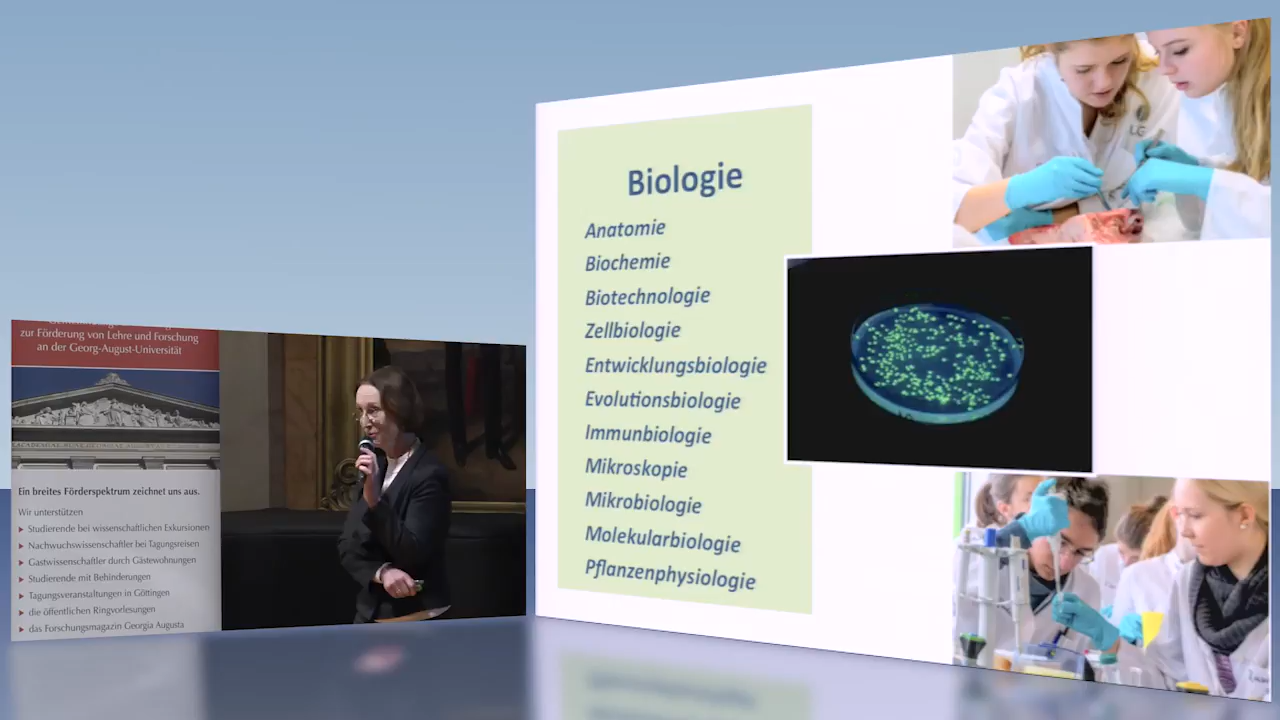 zur Förderung von Lehre und Forschung
an der Georg-August-Universität
Ein breites Förderspektrum zeichnet uns aus.
Wir unterstützen
Studierende bei wissenschaftlichen Exkursionen
Nachwuchswissenschaftler bei Tagungsreisen
Gastwissenschaftler durch Gästewohnungen
Studierende mit Behinderungen
Tagungsveranstaltungen in Göttingen
die öffentlichen Ringvorlesungen
das Forschungsmagazin Georgia Augusta
Biologie
Anatomie
Biochemie
Biotechnologie
Zellbiologie
Entwicklungsbiologie
Evolutionsbiologie
Immunbiologie
Mikroskopie
Mikrobiologie
Molekularbiologie
Pflanzenphysiologie